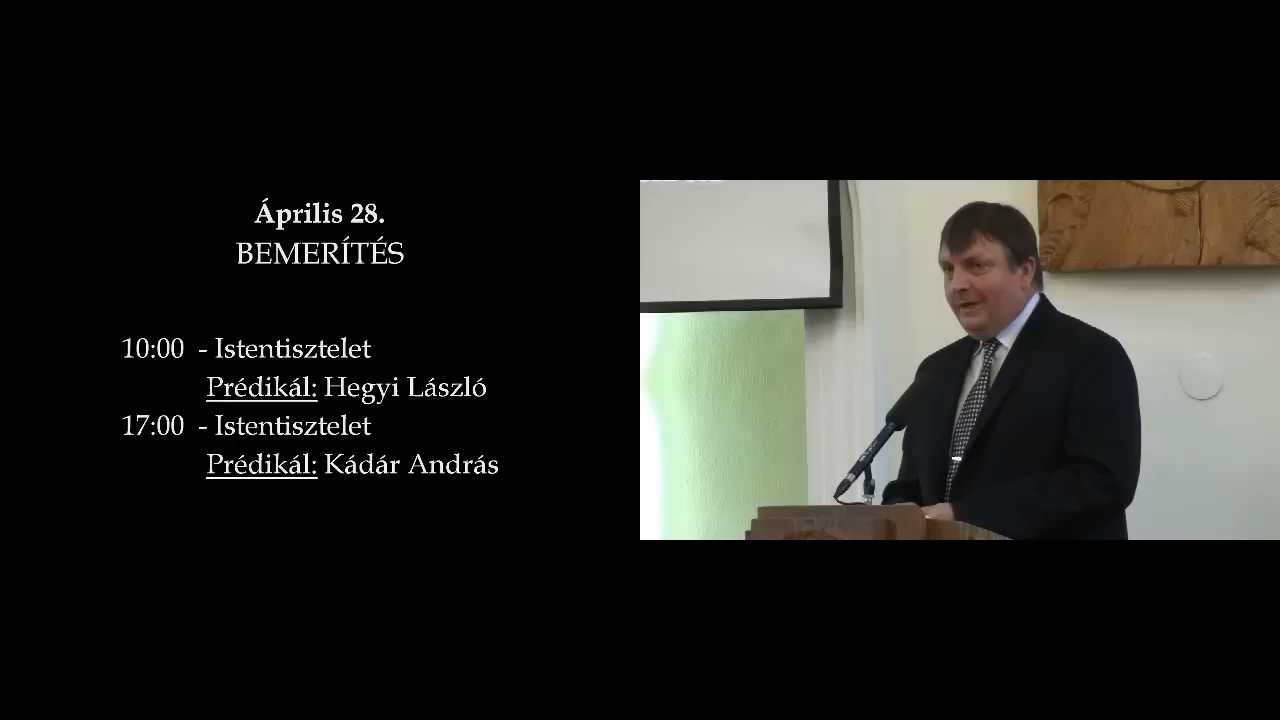 Április 28.
BEMERÍTÉS
10:00 - Istentisztelet
Prédikál: Hegyi László
17:00 - Istentisztelet
Prédikál: Kádár András